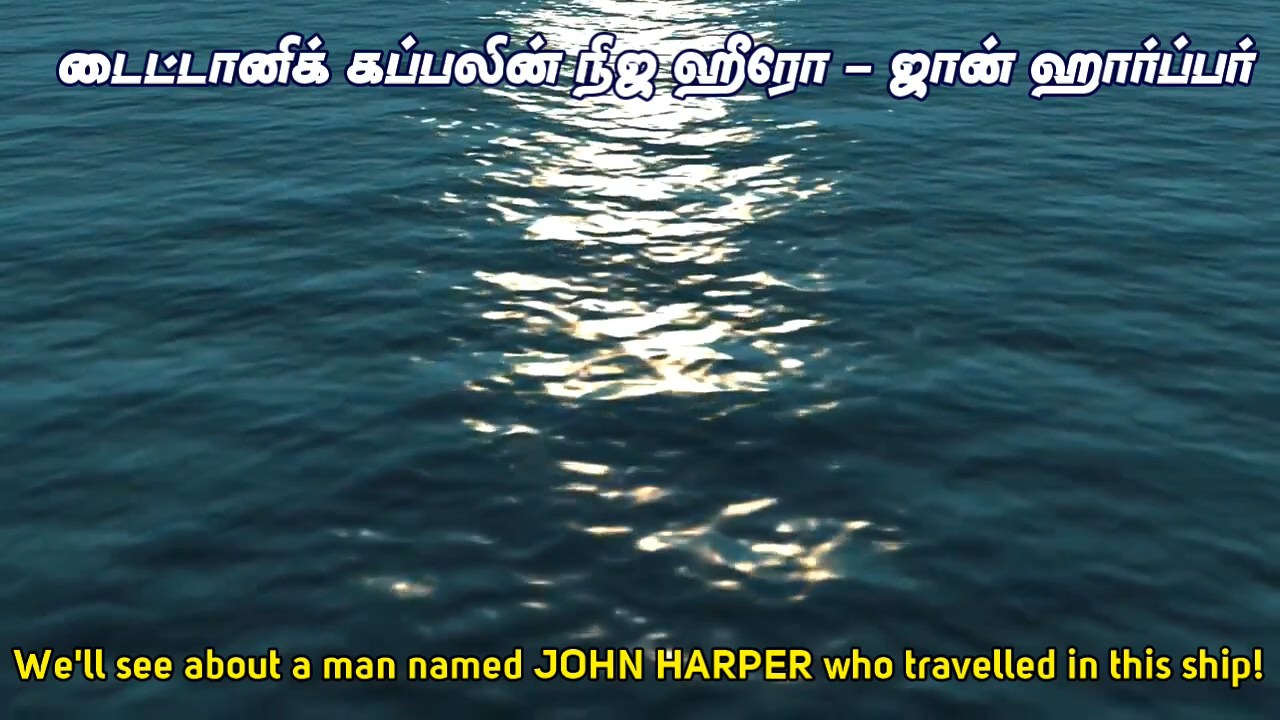 டைட்டானிக் கப்பலின் நிஜ ஹீரோ – ஜான் ஹார்ப்பர்
We'll see about a man named JOHN HARPER who travelled in this ship!